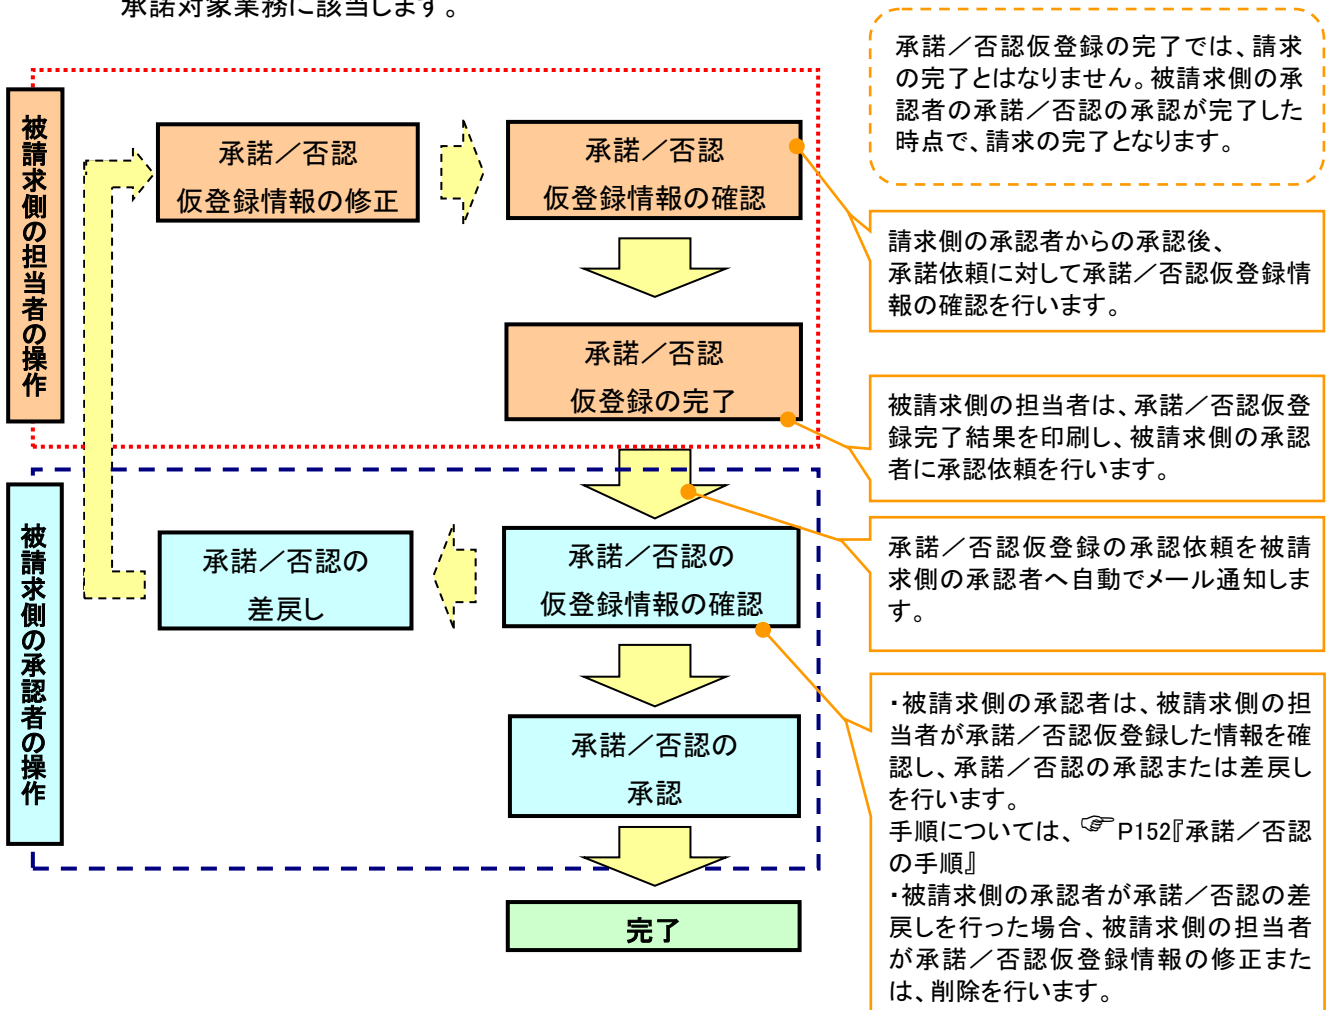 承諾対象業務に該当します。
承諾／否認仮登録の完了では、請求
の完了とはなりません。被請求側の承
認者の承諾／否認の承認が完了した
時点で、請求の完了となります。
被請求側の担当者の操作
承諾／否認
仮登録情報の修正
承諾／否認
仮登録情報の確認
請求側の承認者からの承認後、
承諾依頼に対して承諾／否認仮登録情
報の確認を行います。
承諾／否認
仮登録の完了
被請求側の担当者は、承諾／否認仮登
録完了結果を印刷し、被請求側の承認
者に承認依頼を行います。
被請求側の承認者の操作
承諾／否認の
差戻し
承諾／否認の
仮登録情報の確認
承諾／否認仮登録の承認依頼を被請
求側の承認者へ自動でメール通知しま
す。
承諾／否認の
承認
・被請求側の承認者は、被請求側の担
当者が承諾／否認仮登録した情報を確
認し、承諾／否認の承認または差戻し
を行います。
手順については、☞P152『承諾／否認
の手順』
・被請求側の承認者が承諾／否認の差
戻しを行った場合、被請求側の担当者
が承諾／否認仮登録情報の修正また
は、削除を行います。
完了